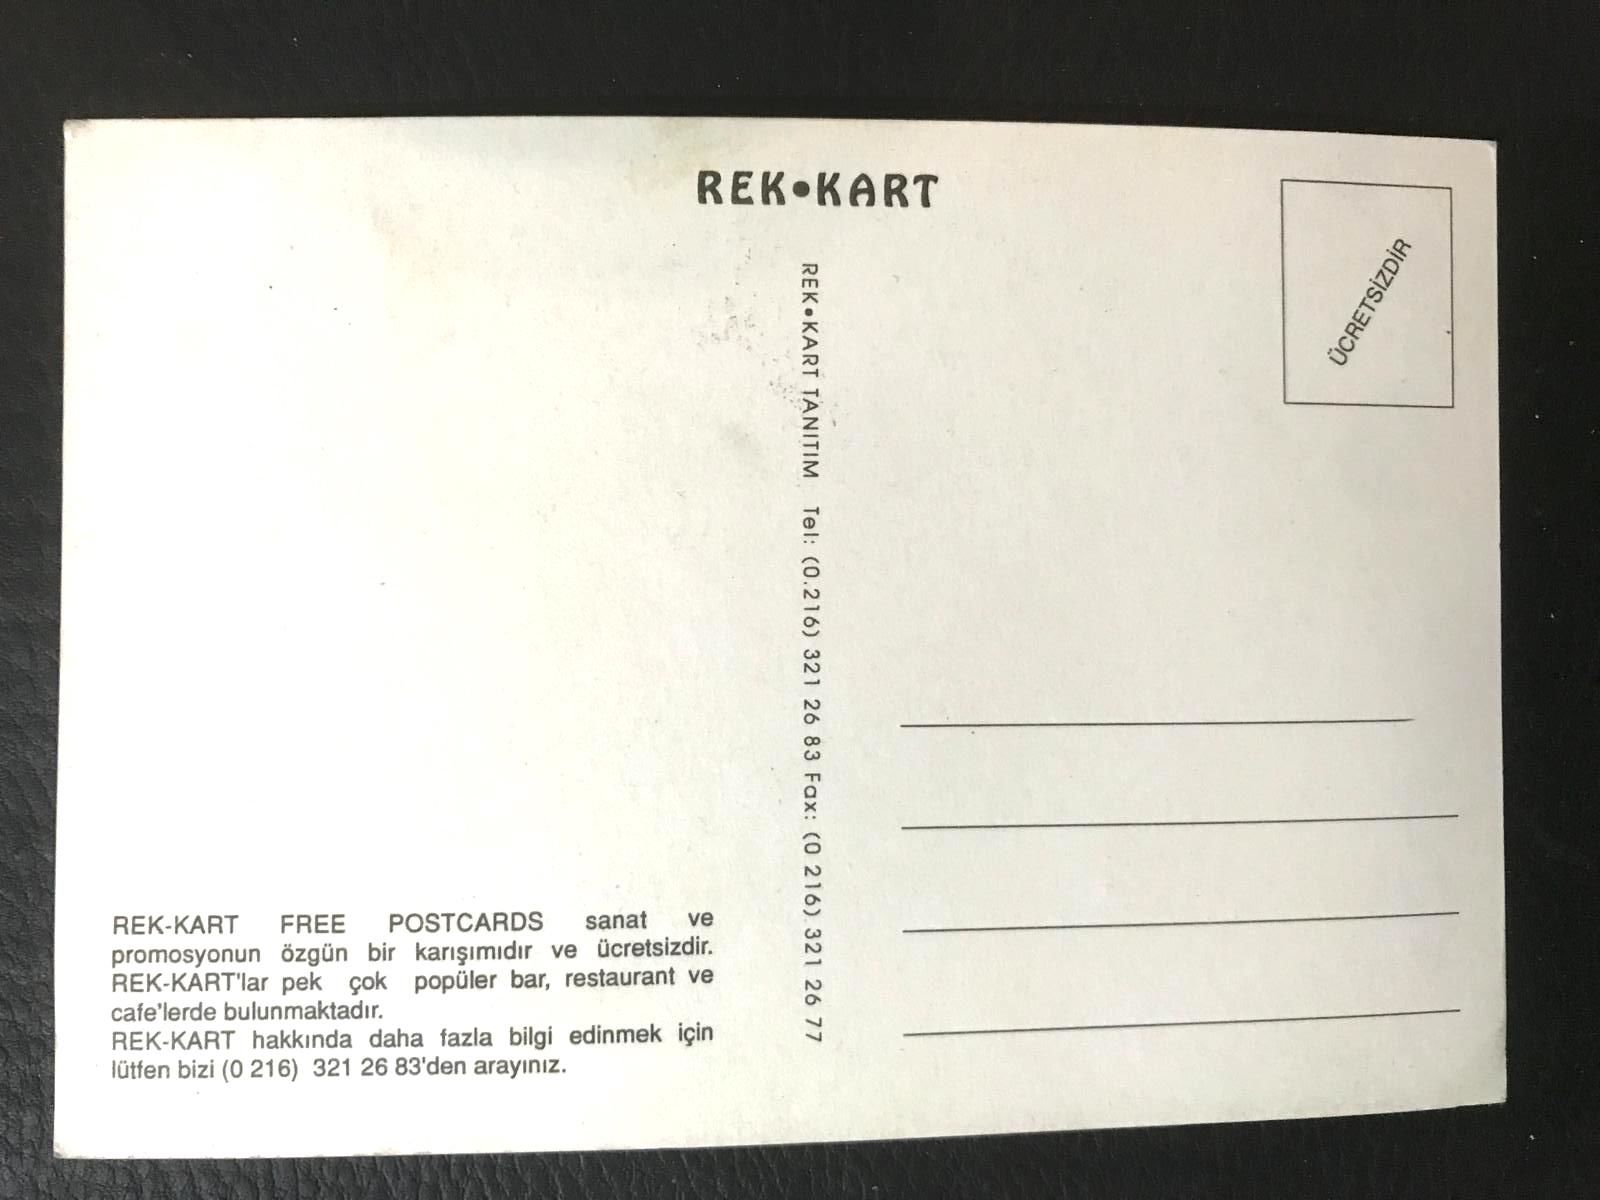 REK•KART
ÜCRETSİZDİR
REK•KART TANITIM Tel: (0.216) 321 26 83 Fax: (0 216) 321 26 77
REK-KART FREE POSTCARDS sanat ve
promosyonun özgün bir karışımıdır ve ücretsizdir.
REK-KART'lar pek çok popüler bar, restaurant ve
cafe'lerde bulunmaktadır.
REK-KART hakkında daha fazla bilgi edinmek için
lütfen bizi (0 216) 321 26 83'den arayınız.